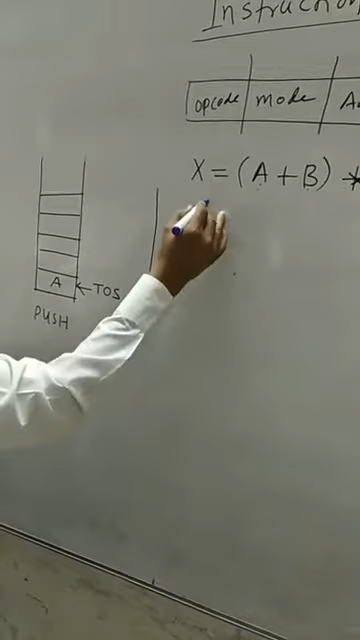 Instruction
opcode mode A
X = (A + B) *
A
← TOS
PUSH